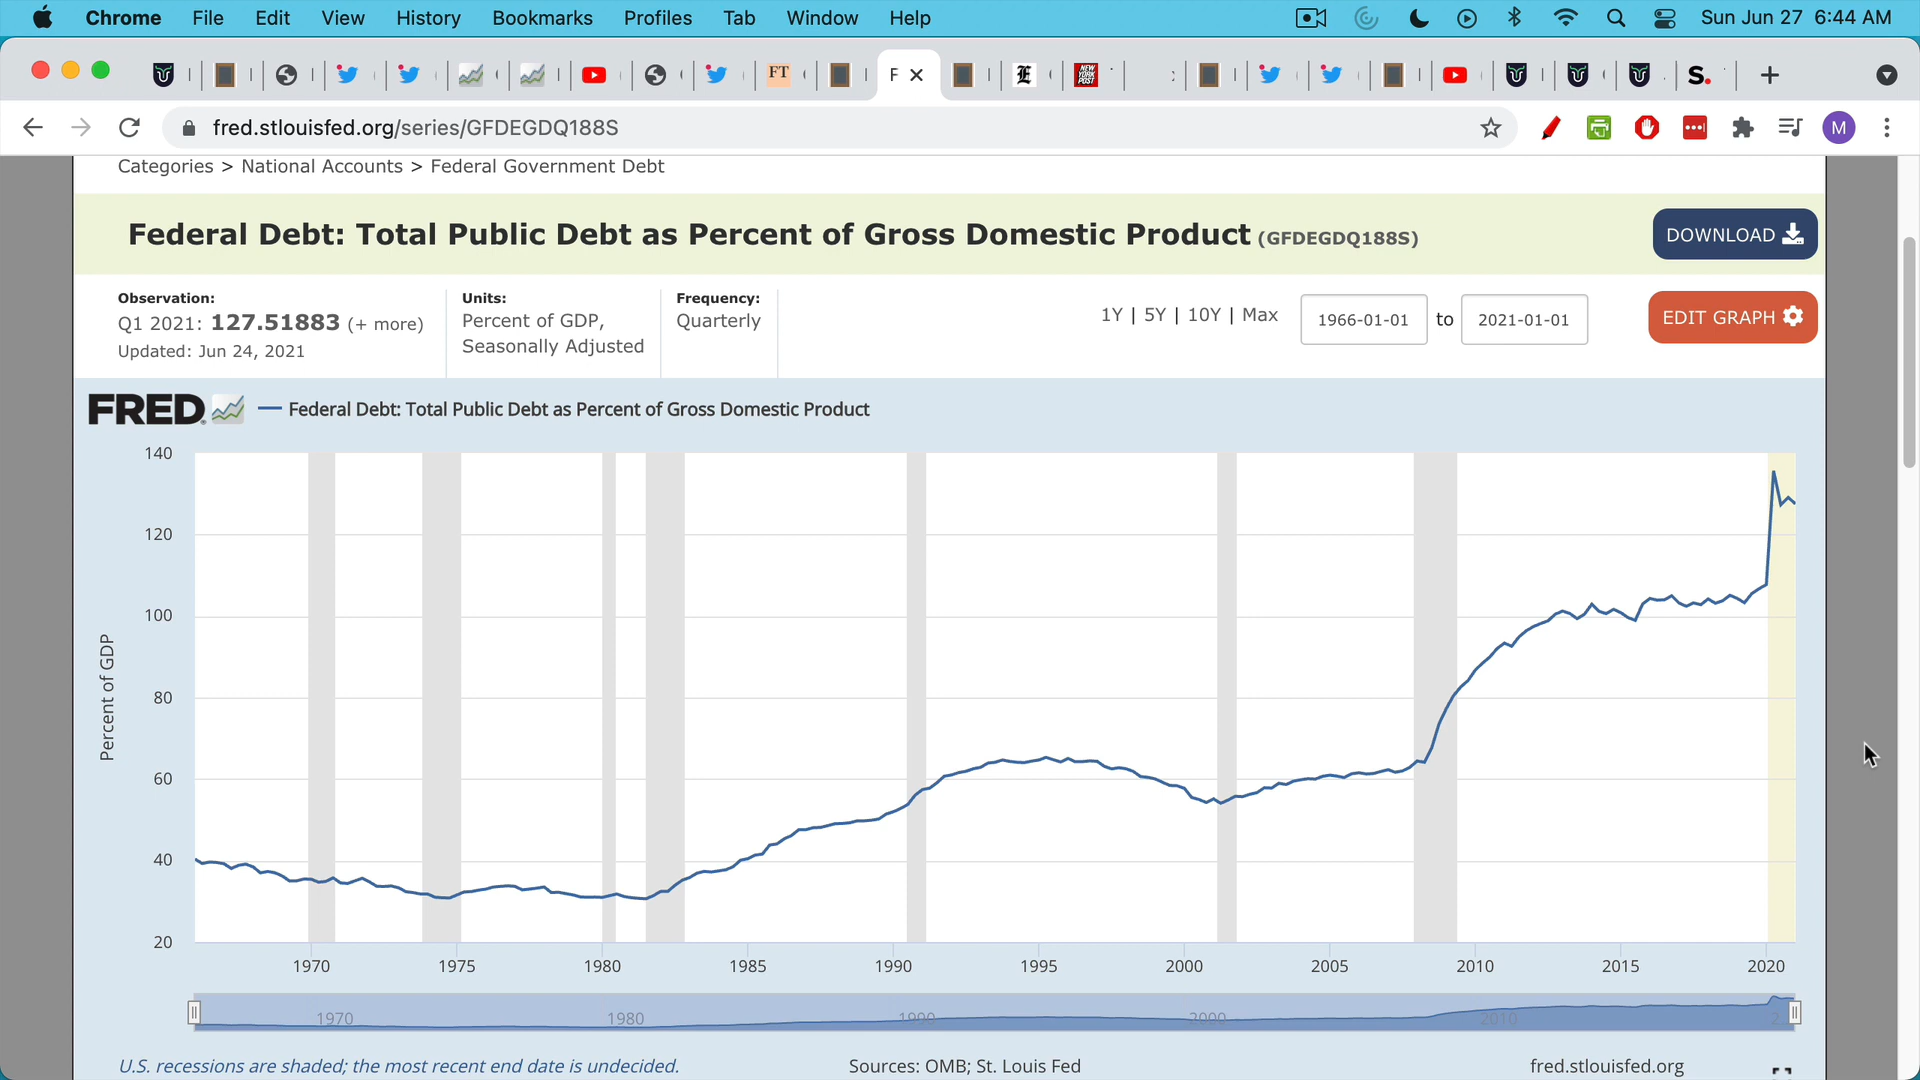 Chrome File Edit View History Bookmarks Profiles Tab Window Help Sun Jun 27 6:44 AM
FT F NEW YORK POST S.
fred.stlouisfed.org/series/GFDEGDQ188S M
Categories > National Accounts > Federal Government Debt
Federal Debt: Total Public Debt as Percent of Gross Domestic Product (GFDEGDQ188S) DOWNLOAD
Observation: Units: Frequency:
Q1 2021: 127.51883 (+ more) Percent of GDP, Quarterly 1Y | 5Y | 10Y | Max 1966-01-01 to 2021-01-01 EDIT GRAPH
Updated: Jun 24, 2021 Seasonally Adjusted
FRED Federal Debt: Total Public Debt as Percent of Gross Domestic Product
140
120
100
80
60
40
20
Percent of GDP
1970 1975 1980 1985 1990 1995 2000 2005 2010 2015 2020
1970 1980 1990 2000 2010
U.S. recessions are shaded; the most recent end date is undecided. Sources: OMB; St. Louis Fed fred.stlouisfed.org